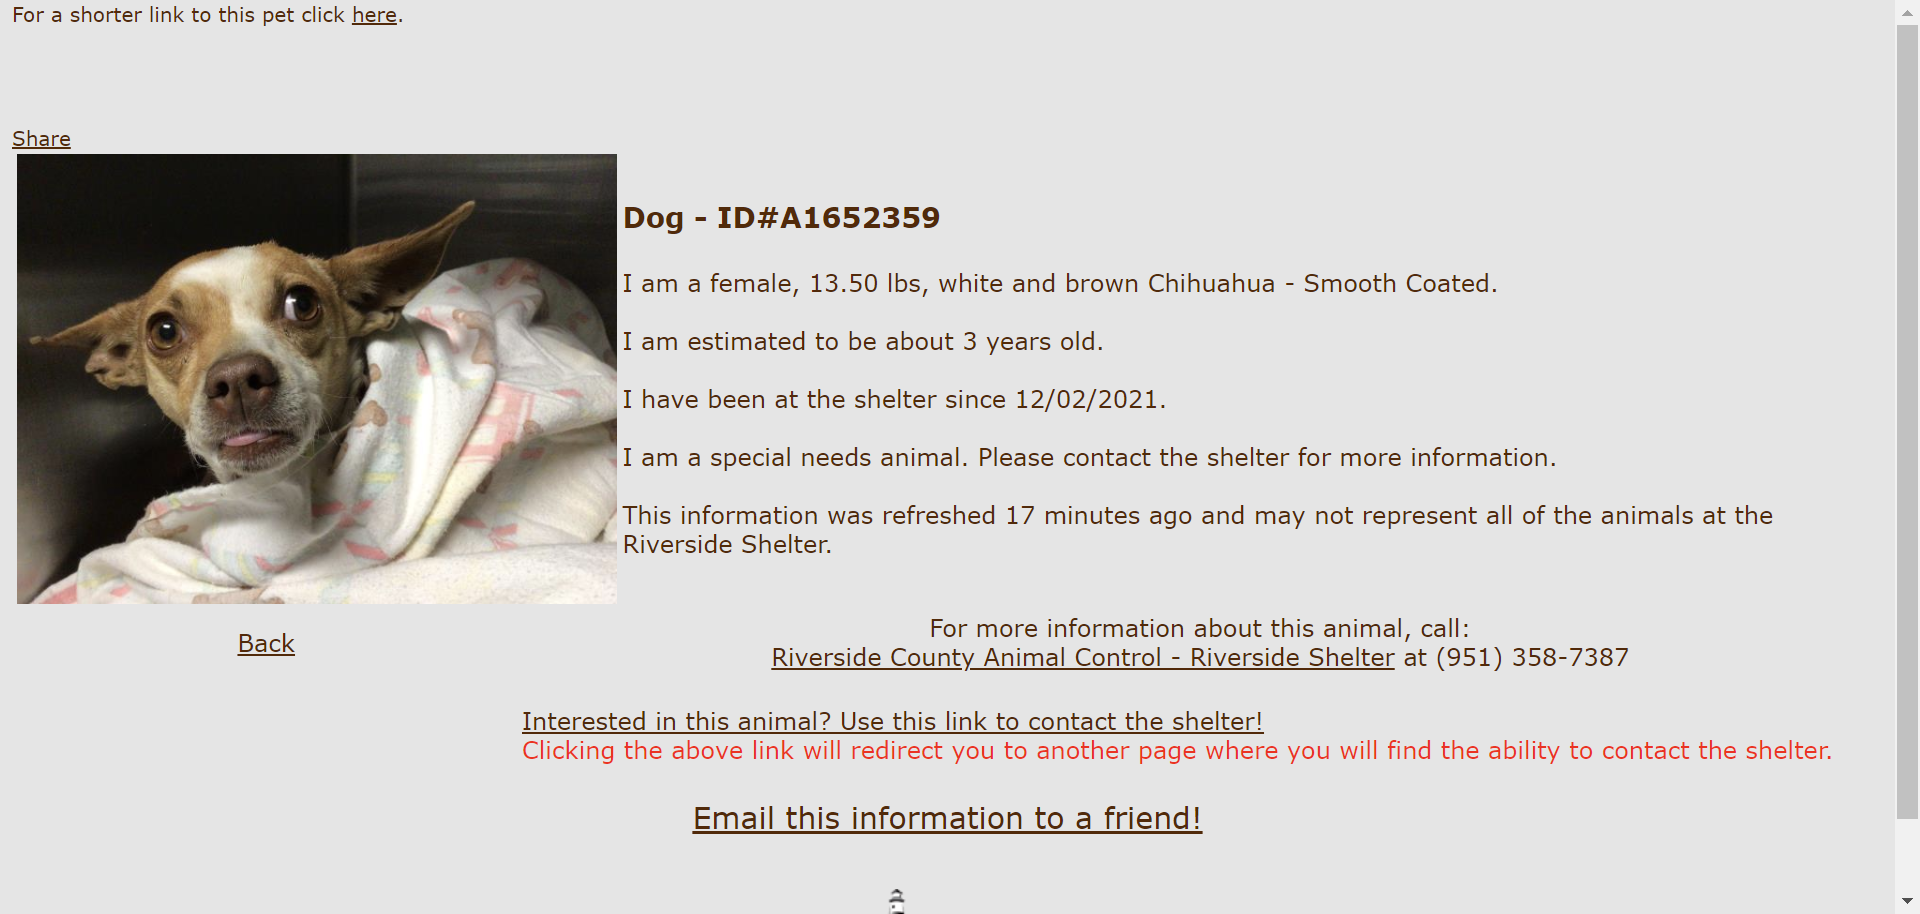 For a shorter link to this pet click here.
Share
Dog - ID#A1652359
I am a female, 13.50 lbs, white and brown Chihuahua - Smooth Coated.
I am estimated to be about 3 years old.
I have been at the shelter since 12/02/2021.
I am a special needs animal. Please contact the shelter for more information.
This information was refreshed 17 minutes ago and may not represent all of the animals at the
Riverside Shelter.
Back
For more information about this animal, call:
Riverside County Animal Control - Riverside Shelter at (951) 358-7387
Interested in this animal? Use this link to contact the shelter!
Clicking the above link will redirect you to another page where you will find the ability to contact the shelter.
Email this information to a friend!